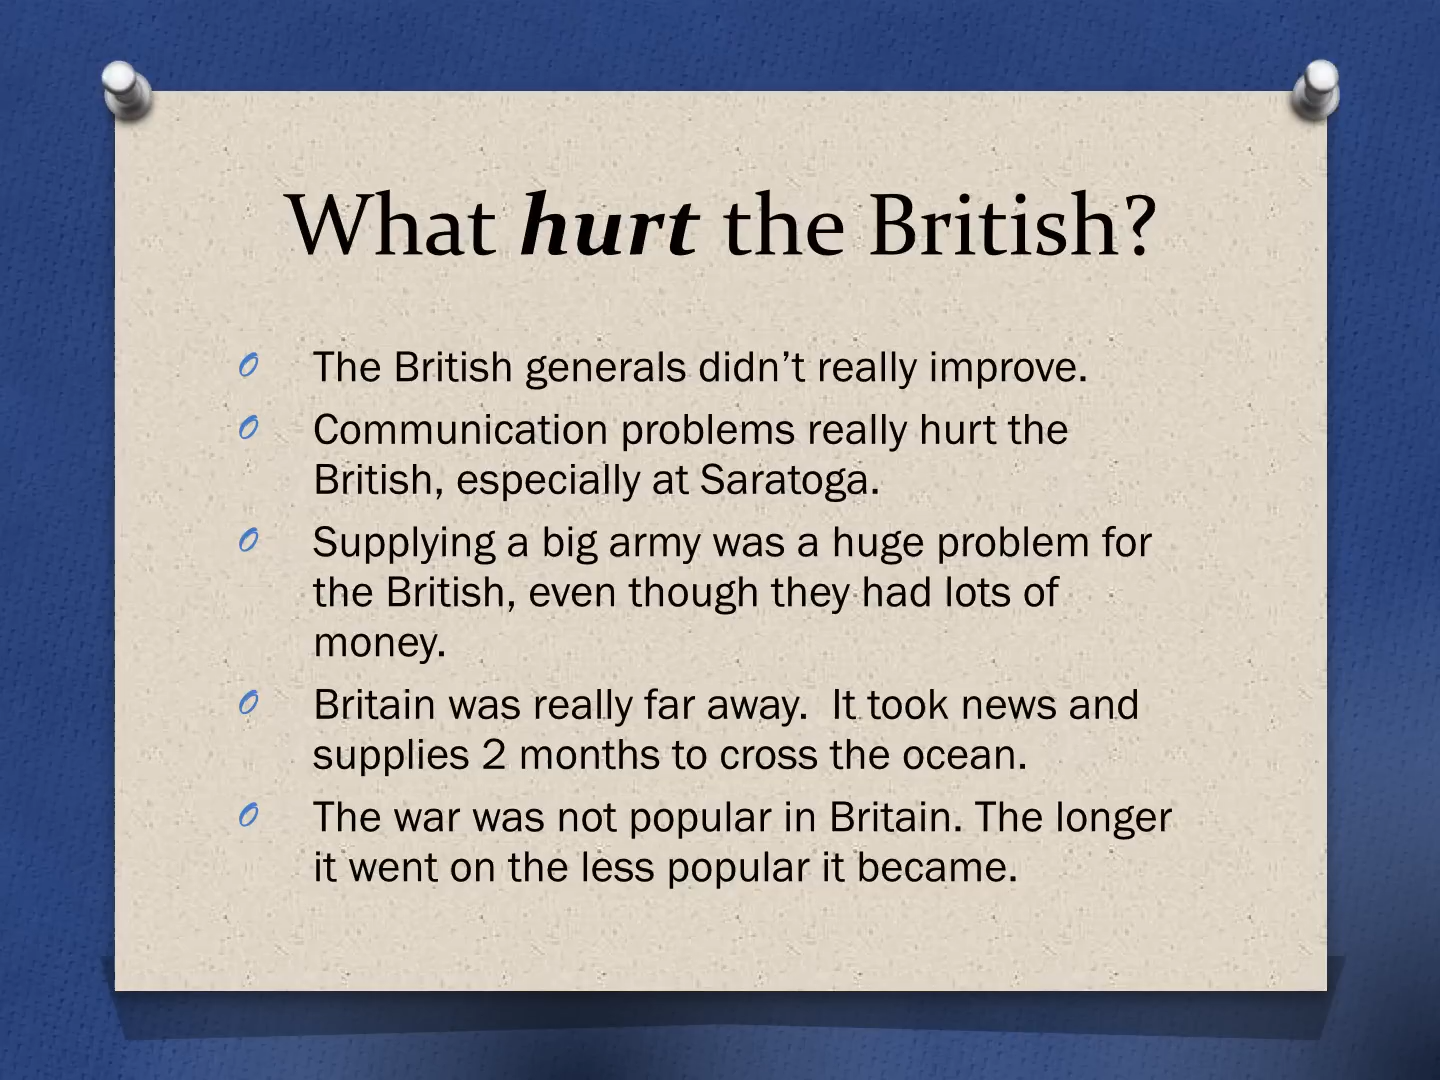 What hurt the British?
The British generals didn’t really improve.
Communication problems really hurt the
British, especially at Saratoga.
Supplying a big army was a huge problem for
the British, even though they had lots of
money.
Britain was really far away.  It took news and
supplies 2 months to cross the ocean.
The war was not popular in Britain. The longer
it went on the less popular it became.